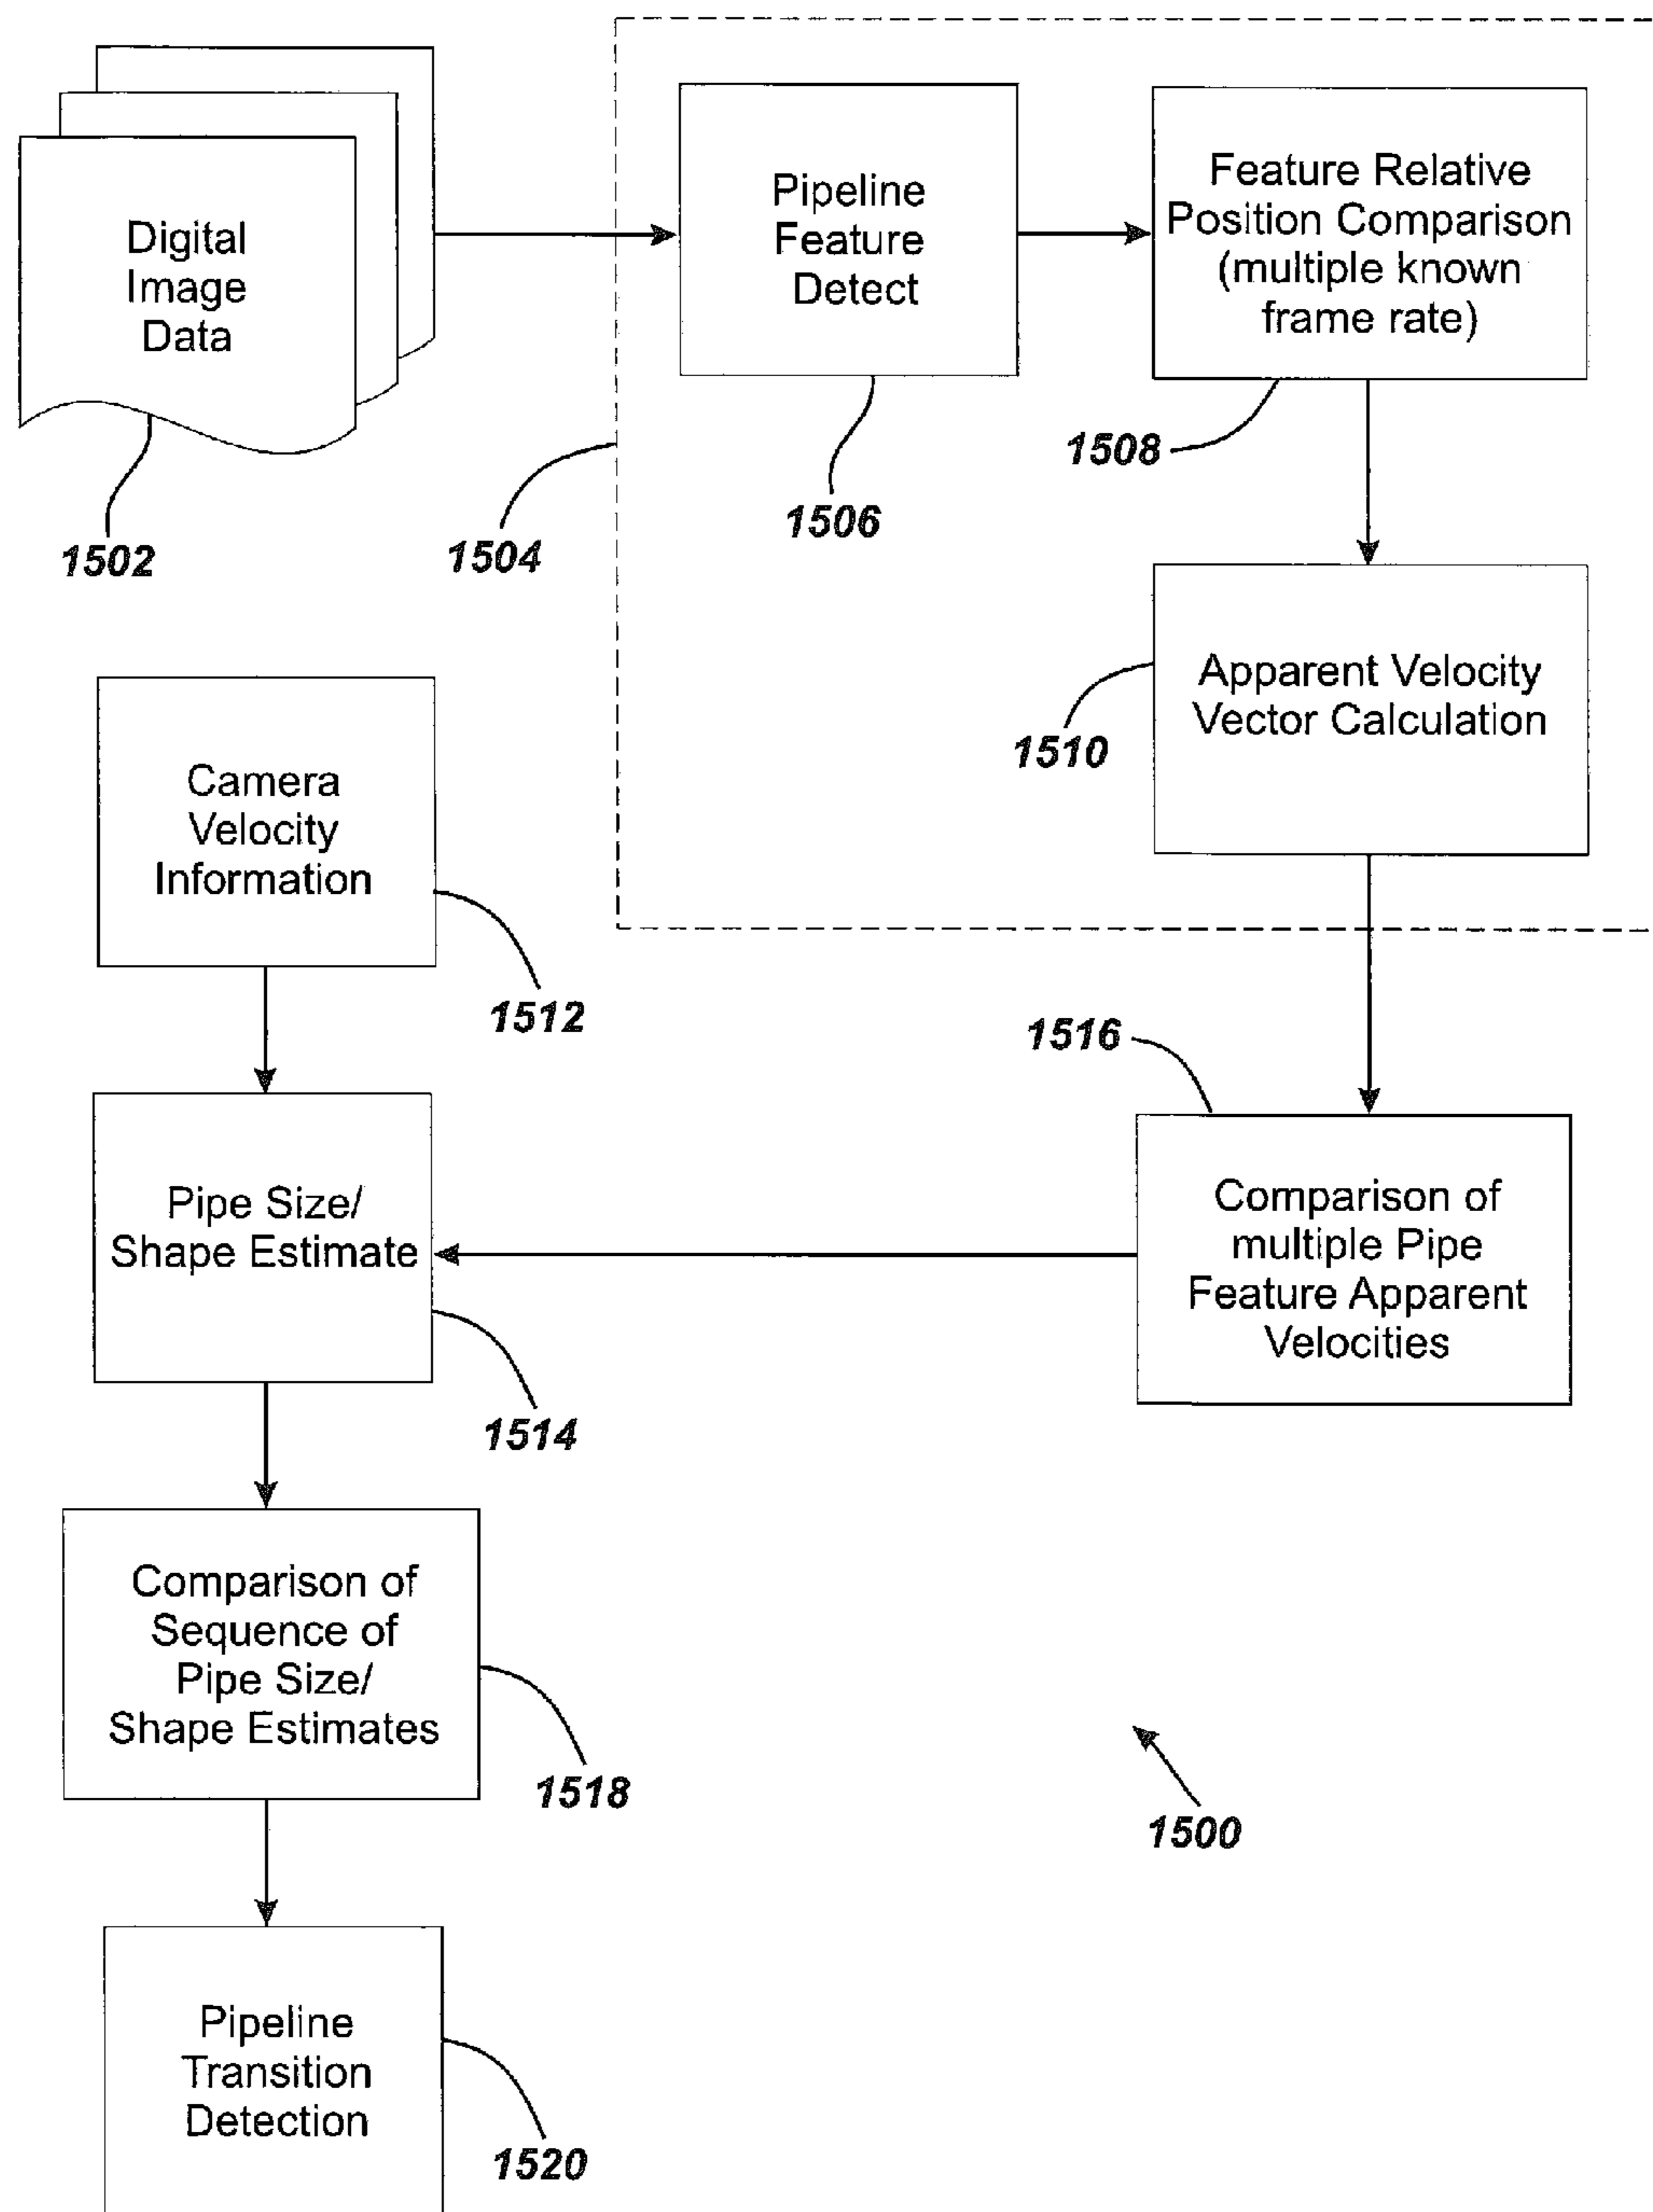 Digital
Image
Data
1502
1504
Pipeline
Feature
Detect
1506
Feature Relative
Position Comparison
(multiple known
frame rate)
1508
Apparent Velocity
Vector Calculation
1510
Camera
Velocity
Information
1512
1516
Comparison of
multiple Pipe
Feature Apparent
Velocities
Pipe Size/
Shape Estimate
1514
Comparison of
Sequence of
Pipe Size/
Shape Estimates
1518
1500
Pipeline
Transition
Detection
1520